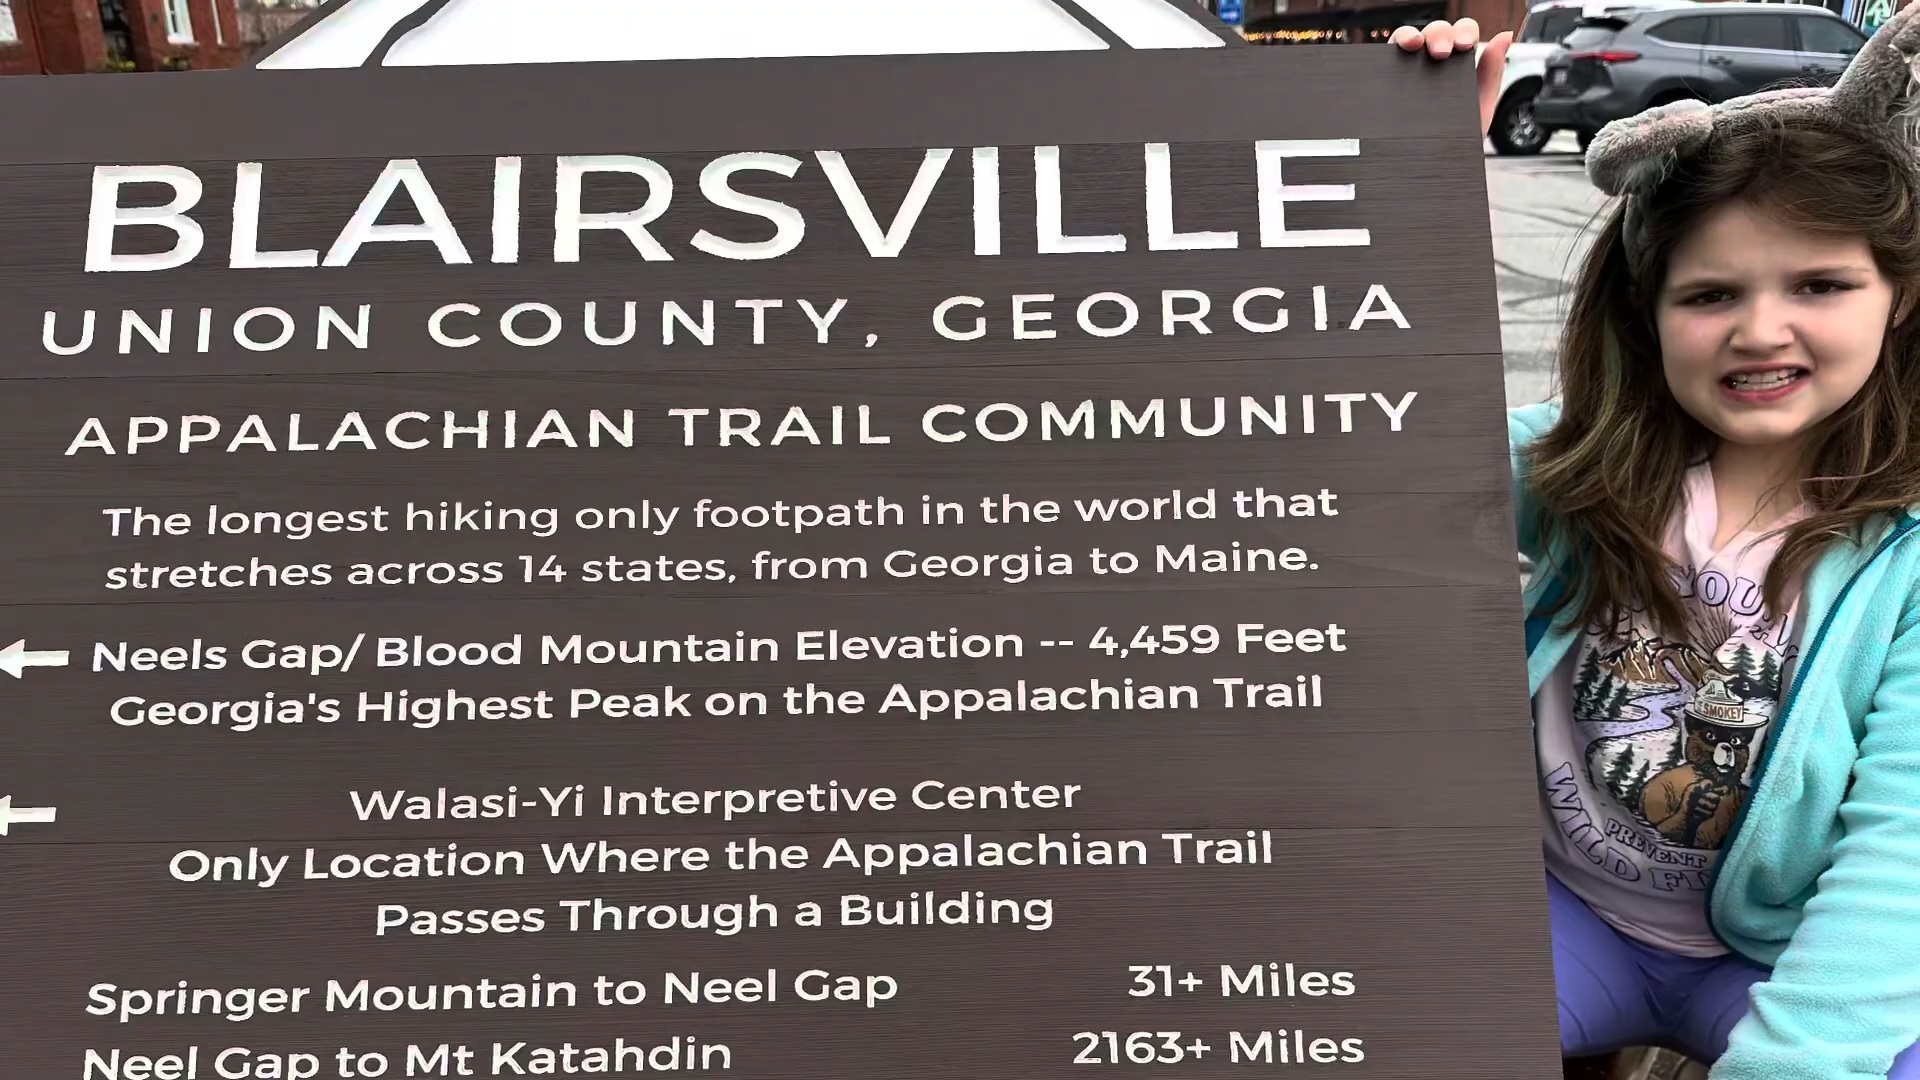 BLAIRSVILLE
UNION COUNTY, GEORGIA
APPALACHIAN TRAIL COMMUNITY
The longest hiking only footpath in the world that
stretches across 14 states, from Georgia to Maine.
Neels Gap/ Blood Mountain Elevation -- 4,459 Feet
Georgia's Highest Peak on the Appalachian Trail
Walasi-Yi Interpretive Center
Only Location Where the Appalachian Trail
Passes Through a Building
Springer Mountain to Neel Gap 31+ Miles
Neel Gap to Mt Katahdin 2163+ Miles
YOU
SMOKEY
PREVENT
WILD